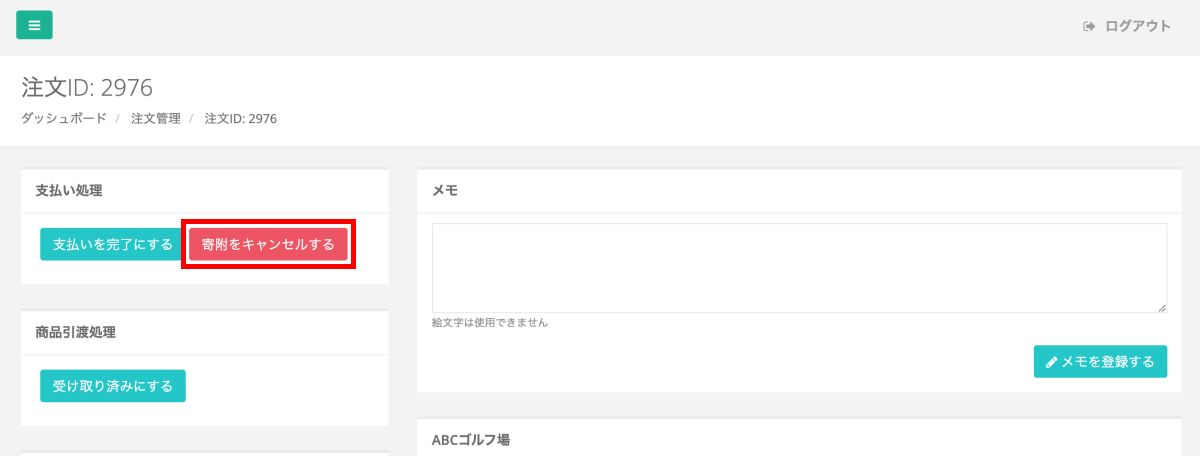 ログアウト
注文ID: 2976
ダッシュボード / 注文管理 / 注文ID: 2976
支払い処理
支払いを完了にする 寄附をキャンセルする
商品引渡処理
受け取り済みにする
メモ
絵文字は使用できません
メモを登録する
ABCゴルフ場